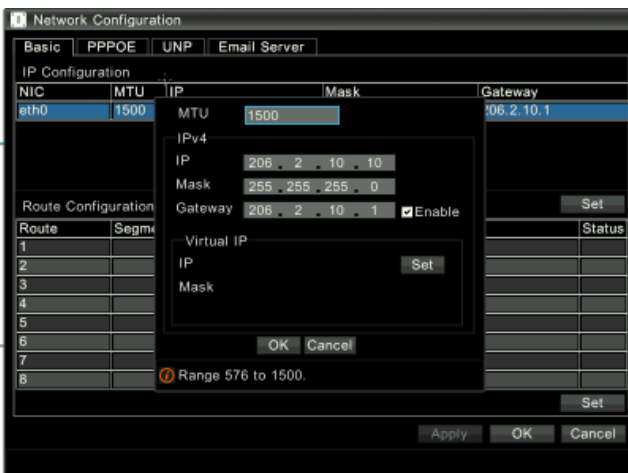 Network Configuration
Basic PPPOE UNP Email Server
IP Configuration
NIC MTU IP Mask Gateway
eth0 1500 206.2.10.1
MTU 1500
IPv4
IP 206 . 2 . 10 . 10
Mask 255 . 255 . 255 . 0
Gateway 206 . 2 . 10 . 1 Enable
Route Configuration Set
Route Segme Status
Virtual IP
IP Set
Mask
1
2
3
4
5
6
7
8
OK Cancel
Range 576 to 1500.
Set
Apply OK Cancel